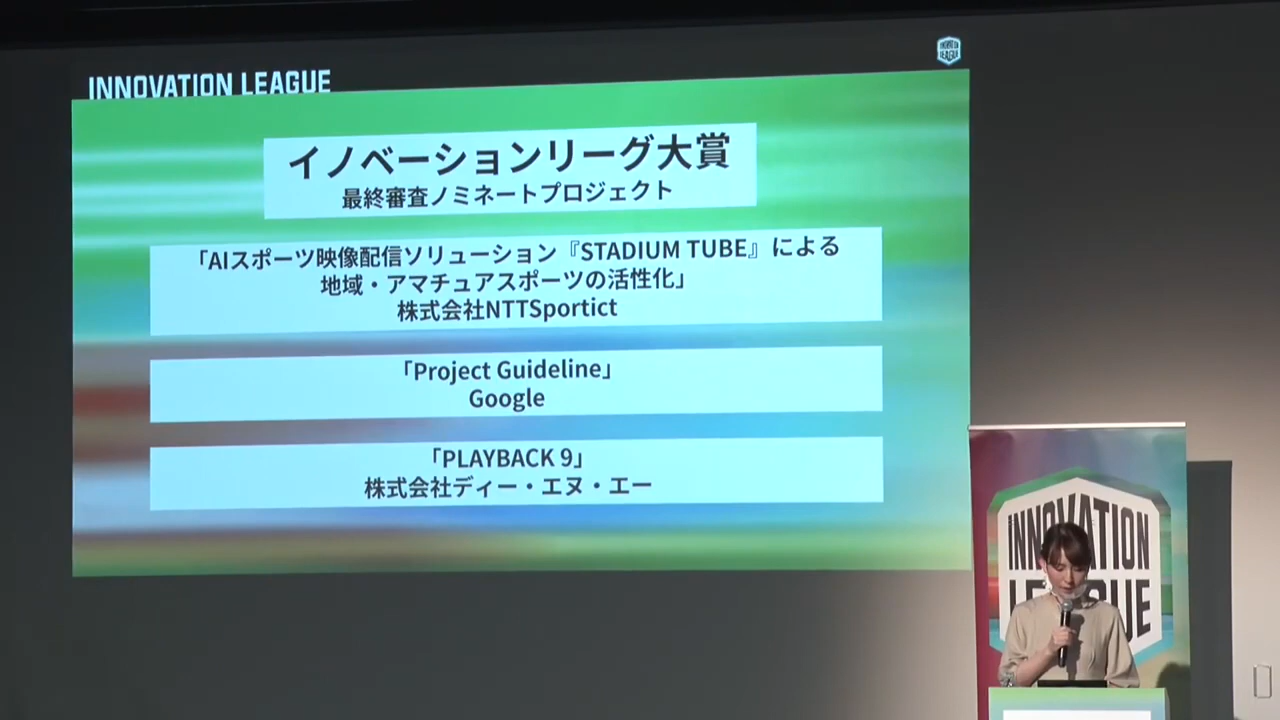 INNOVATION LEAGUE
INNOVATION
LEAGUE
イノベーションリーグ大賞
最終審査ノミネートプロジェクト
「AIスポーツ映像配信ソリューション『STADIUM TUBE』による
地域・アマチュアスポーツの活性化」
株式会社NTTSportict
「Project Guideline」
Google
「PLAYBACK 9」
株式会社ディー・エヌ・エー
INNOVATION
LEAGUE